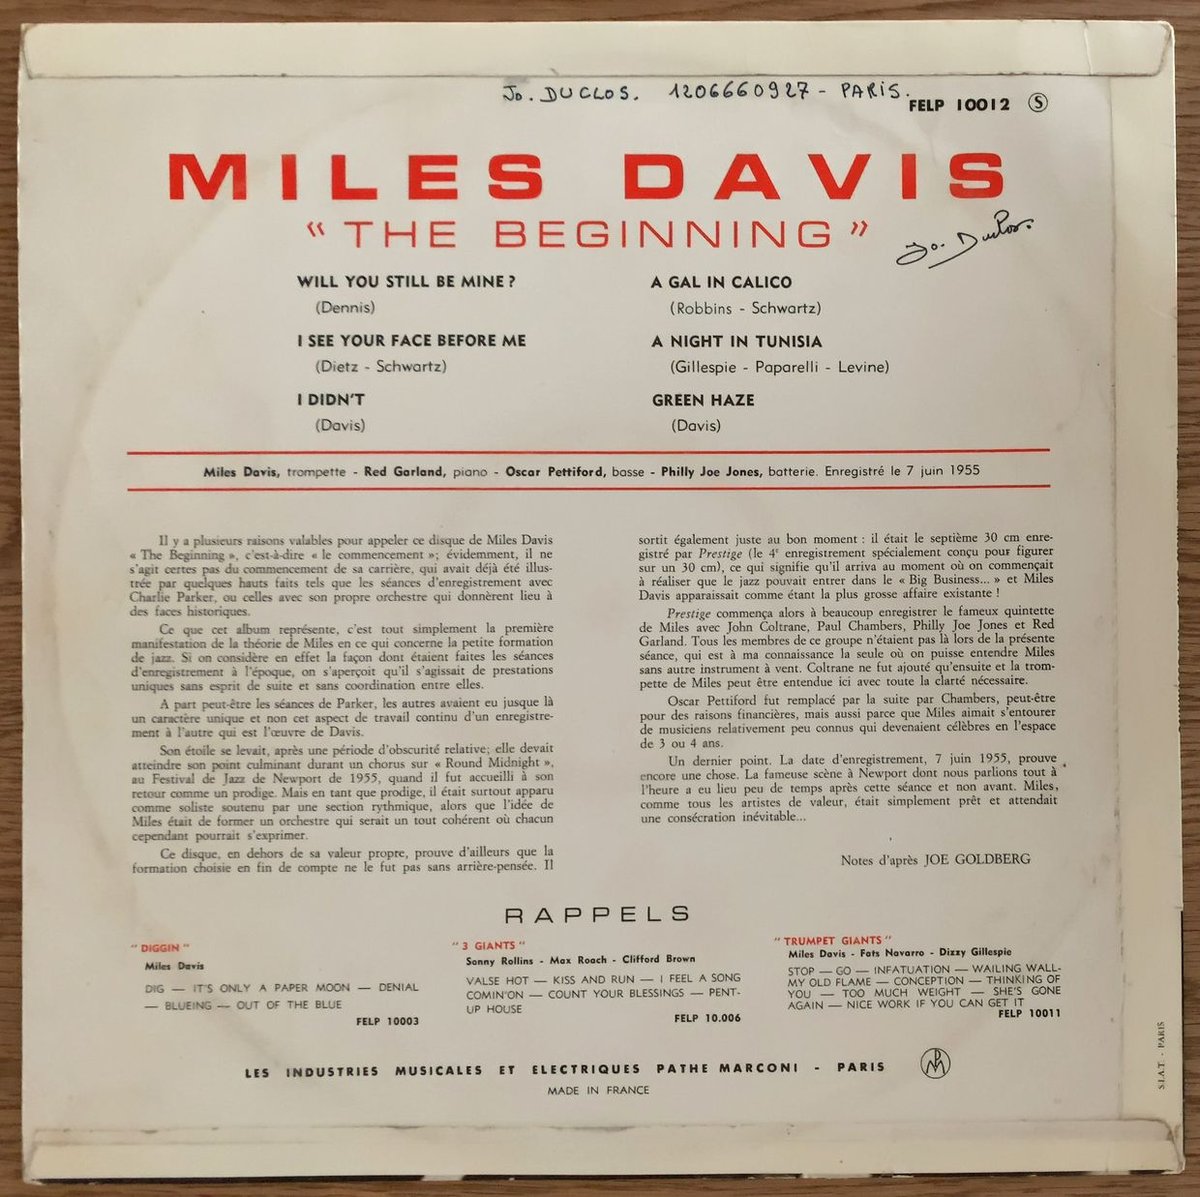 Jo. DUCLOS. 1206660927 - PARIS.
FELP 10012 Ⓢ
MILES DAVIS
“ THE BEGINNING ”
Jo. Duclos.
WILL YOU STILL BE MINE ?
(Dennis)
I SEE YOUR FACE BEFORE ME
(Dietz - Schwartz)
I DIDN'T
(Davis)
A GAL IN CALICO
(Robbins - Schwartz)
A NIGHT IN TUNISIA
(Gillespie - Paparelli - Levine)
GREEN HAZE
(Davis)
Miles Davis, trompette - Red Garland, piano - Oscar Pettiford, basse - Philly Joe Jones, batterie. Enregistré le 7 juin 1955
Il y a plusieurs raisons valables pour appeler ce disque de Miles Davis
« The Beginning », c'est-à-dire « le commencement »; évidemment, il ne
s'agit certes pas du commencement de sa carrière, qui avait déjà été illus-
trée par quelques hauts faits tels que les séances d'enregistrement avec
Charlie Parker, ou celles avec son propre orchestre qui donnèrent lieu à
des faces historiques.
Ce que cet album représente, c'est tout simplement la première
manifestation de la théorie de Miles en ce qui concerne la petite formation
de jazz. Si on considère en effet la façon dont étaient faites les séances
d'enregistrement à l'époque, on s'aperçoit qu'il s'agissait de prestations
uniques sans esprit de suite et sans coordination entre elles.
A part peut-être les séances de Parker, les autres avaient eu jusque là
un caractère unique et non cet aspect de travail continu d'un enregistre-
ment à l'autre qui est l'œuvre de Davis.
Son étoile se levait, après une période d'obscurité relative; elle devait
atteindre son point culminant durant un chorus sur « Round Midnight »,
au Festival de Jazz de Newport de 1955, quand il fut accueilli à son
retour comme un prodige. Mais en tant que prodige, il était surtout apparu
comme soliste soutenu par une section rythmique, alors que l'idée de
Miles était de former un orchestre qui serait un tout cohérent où chacun
cependant pourrait s'exprimer.
Ce disque, en dehors de sa valeur propre, prouve d'ailleurs que la
formation choisie en fin de compte ne le fut pas sans arrière-pensée. Il
sortit également juste au bon moment : il était le septième 30 cm enre-
gistré par Prestige (le 4e enregistrement spécialement conçu pour figurer
sur un 30 cm), ce qui signifie qu'il arriva au moment où on commençait
à réaliser que le jazz pouvait entrer dans le « Big Business... » et Miles
Davis apparaissait comme étant la plus grosse affaire existante !
Prestige commença alors à beaucoup enregistrer le fameux quintette
de Miles avec John Coltrane, Paul Chambers, Philly Joe Jones et Red
Garland. Tous les membres de ce groupe n'étaient pas là lors de la présente
séance, qui est à ma connaissance la seule où on puisse entendre Miles
sans autre instrument à vent. Coltrane ne fut ajouté qu'ensuite et la trom-
pette de Miles peut être entendue ici avec toute la clarté nécessaire.
Oscar Pettiford fut remplacé par la suite par Chambers, peut-être
pour des raisons financières, mais aussi parce que Miles aimait s'entourer
de musiciens relativement peu connus qui devenaient célèbres en l'espace
de 3 ou 4 ans.
Un dernier point. La date d'enregistrement, 7 juin 1955, prouve
encore une chose. La fameuse scène à Newport dont nous parlions tout à
l'heure a eu lieu peu de temps après cette séance et non avant. Miles,
comme tous les artistes de valeur, était simplement prêt et attendait
une consécration inévitable...
Notes d'après JOE GOLDBERG
RAPPELS
“ DIGGIN ”
Miles Davis
DIG — IT'S ONLY A PAPER MOON — DENIAL
— BLUEING — OUT OF THE BLUE
FELP 10003
“ 3 GIANTS ”
Sonny Rollins - Max Roach - Clifford Brown
VALSE HOT — KISS AND RUN — I FEEL A SONG
COMIN'ON — COUNT YOUR BLESSINGS — PENT-
UP HOUSE
FELP 10.006
“ TRUMPET GIANTS ”
Miles Davis - Fats Navarro - Dizzy Gillespie
STOP — GO — INFATUATION — WAILING WALL-
MY OLD FLAME — CONCEPTION — THINKING OF
YOU — TOO MUCH WEIGHT — SHE'S GONE
AGAIN — NICE WORK IF YOU CAN GET IT
FELP 10011
LES INDUSTRIES MUSICALES ET ELECTRIQUES PATHE MARCONI - PARIS
MADE IN FRANCE
S.I.A.T. - PARIS